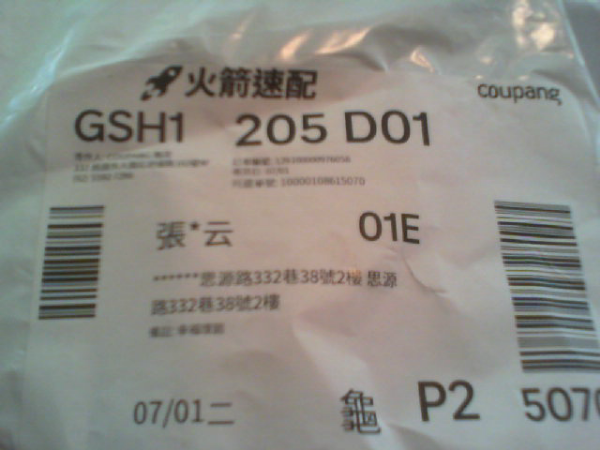 火箭速配
coupang
GSH1 205 D01
張*云 01E
******思源路332巷38號2樓 思源
路332巷38號2樓
07/01二 龜 P2 5070